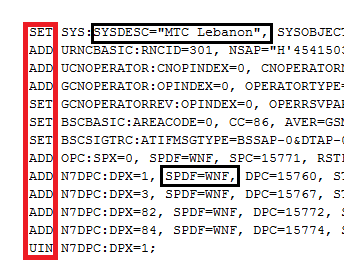 SET SYS:SYSDESC="MTC Lebanon", SYSOBJECT
ADD URNCBASIC:RNCID=301, NSAP="H'4541503
ADD UCNOPERATOR:CNOPINDEX=0, CNOPERATORN
ADD GCNOPERATOR:OPINDEX=0, OPERATORTYPE=
SET GCNOPERATORREV:OPINDEX=0, OPERRSVPAR
SET BSCBASIC:AREACODE=0, CC=86, AVER=GSM
SET BSCSIGTRC:ATIFMSGTYPE=BSSAP-0&DTAP-0
ADD OPC:SPX=0, SPDF=WNF, SPC=15771, RSTF
ADD N7DPC:DPX=1, SPDF=WNF, DPC=15760, ST
ADD N7DPC:DPX=3, SPDF=WNF, DPC=15767, ST
ADD N7DPC:DPX=82, SPDF=WNF, DPC=15772, S
ADD N7DPC:DPX=84, SPDF=WNF, DPC=15774, S
UIN N7DPC:DPX=1;